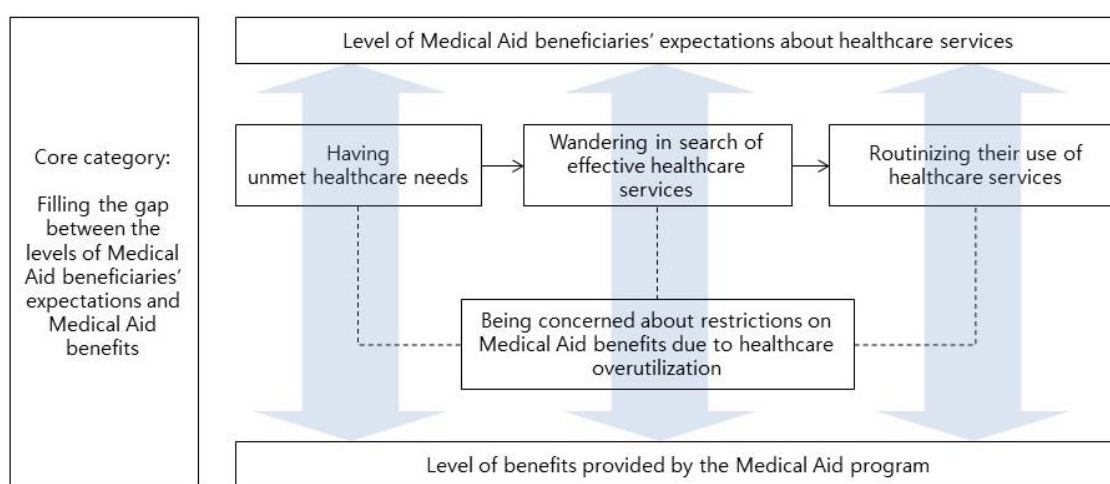 Core category:
Filling the gap
between the
levels of Medical
Aid beneficiaries'
expectations and
Medical Aid
benefits
Level of Medical Aid beneficiaries' expectations about healthcare services
Having
unmet healthcare needs
Wandering in search of
effective healthcare
services
Routinizing their use of
healthcare services
Being concerned about restrictions on
Medical Aid benefits due to healthcare
overutilization
Level of benefits provided by the Medical Aid program